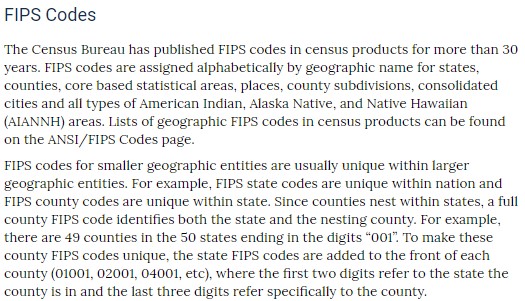 FIPS Codes
The Census Bureau has published FIPS codes in census products for more than 30
years. FIPS codes are assigned alphabetically by geographic name for states,
counties, core based statistical areas, places, county subdivisions, consolidated
cities and all types of American Indian, Alaska Native, and Native Hawaiian
(AIANNH) areas. Lists of geographic FIPS codes in census products can be found
on the ANSI/FIPS Codes page.
FIPS codes for smaller geographic entities are usually unique within larger
geographic entities. For example, FIPS state codes are unique within nation and
FIPS county codes are unique within state. Since counties nest within states, a full
county FIPS code identifies both the state and the nesting county. For example,
there are 49 counties in the 50 states ending in the digits “001”. To make these
county FIPS codes unique, the state FIPS codes are added to the front of each
county (01001, 02001, 04001, etc), where the first two digits refer to the state the
county is in and the last three digits refer specifically to the county.